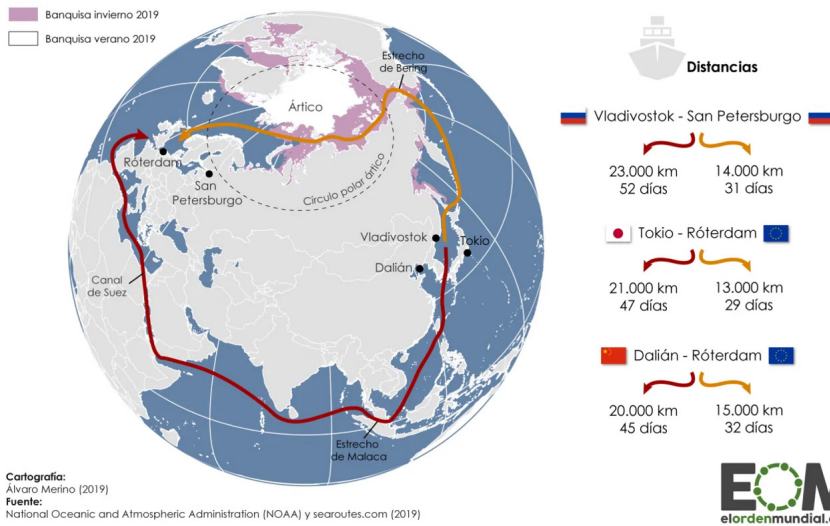 Banquisa invierno 2019
Banquisa verano 2019
Estrecho
de Bering
Ártico
Círculo polar ártico
Róterdam
San
Petersburgo
Vladívostok
Tokio
Dalián
Canal
de Suez
Estrecho
de Malaca
Distancias
Vladivostok - San Petersburgo
23.000 km
52 días
14.000 km
31 días
Tokio - Róterdam
21.000 km
47 días
13.000 km
29 días
Dalián - Róterdam
20.000 km
45 días
15.000 km
32 días
Cartografía:
Álvaro Merino (2019)
Fuente:
National Oceanic and Atmospheric Administration (NOAA) y searoutes.com (2019)
EOM
elordenmundial.c